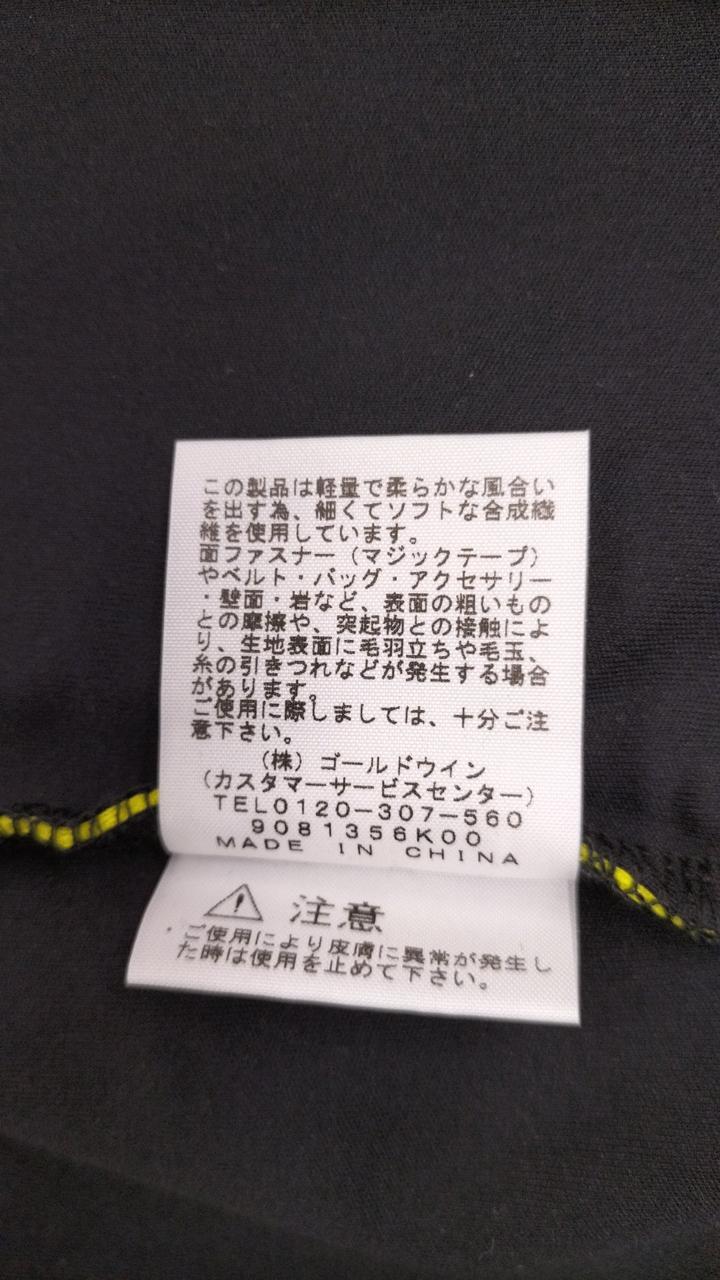 この製品は軽量で柔らかな風合い
を出す為、細くてソフトな合成繊
維を使用しています。
面ファスナー（マジックテープ）
やベルト・バッグ・アクセサリー
・壁面・岩など、表面の粗いもの
との摩擦や、突起物との接触によ
り、生地表面に毛羽立ちや毛玉、
糸の引きつれなどが発生する場合
があります。
ご使用に際しましては、十分ご注
意下さい。
（株）ゴールドウイン
（カスタマーサービスセンター）
TEL0120－307－560
9081356K00
MADE IN CHINA
注意
・ご使用により皮膚に異常が発生し
た時は使用を止めて下さい。